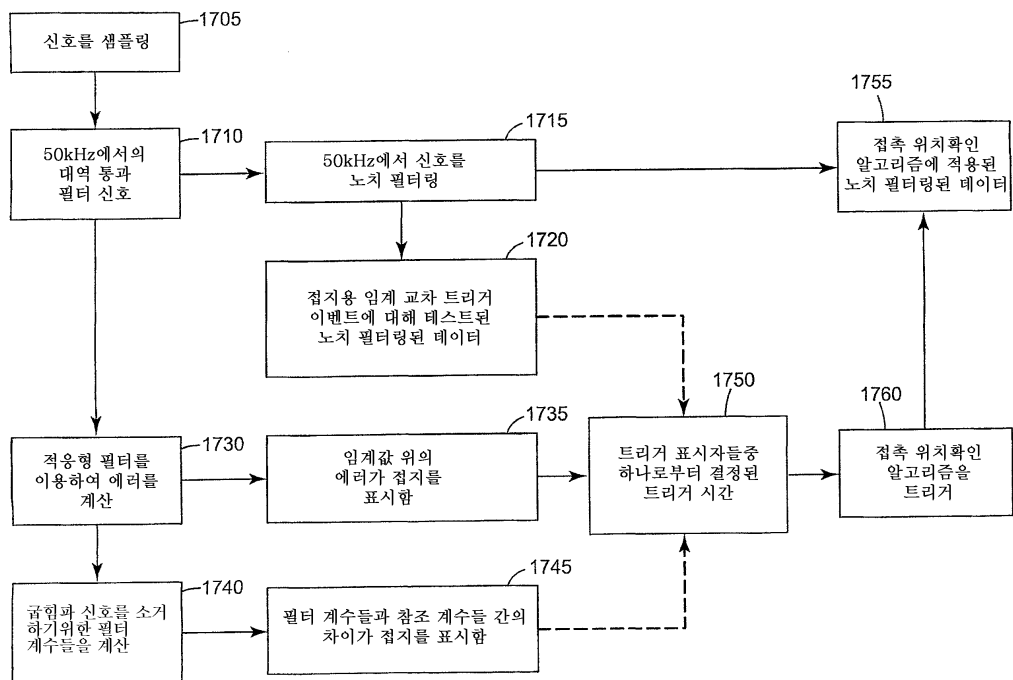 1705
신호를 샘플링
1710
50kHz에서의
대역 통과
필터 신호
1715
50kHz에서 신호를
노치 필터링
1755
접촉 위치확인
알고리즘에 적용된
노치 필터링된 데이터
1720
접지용 임계 교차 트리거
이벤트에 대해 테스트된
노치 필터링된 데이터
1730
적응형 필터를
이용하여 에러를
계산
1735
임계값 위의
에러가 접지를
표시함
1750
트리거 표시자들중
하나로부터 결정된
트리거 시간
1760
접촉 위치확인
알고리즘을
트리거
1740
굽힘파 신호를 소거
하기위한 필터
계수들을 계산
1745
필터 계수들과 참조 계수들 간의
차이가 접지를 표시함